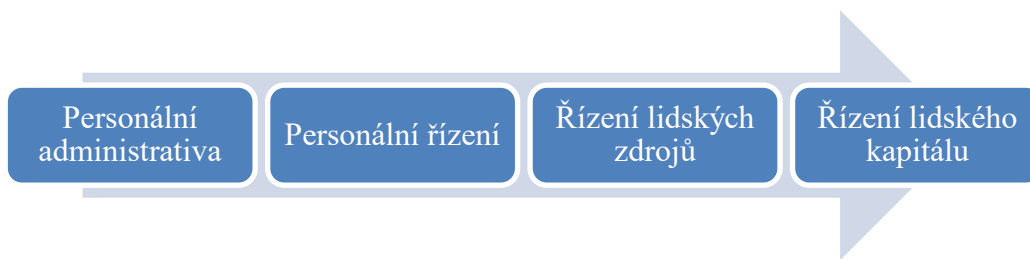 Personální
administrativa
Personální řízení
Řízení lidských
zdrojů
Řízení lidského
kapitálu